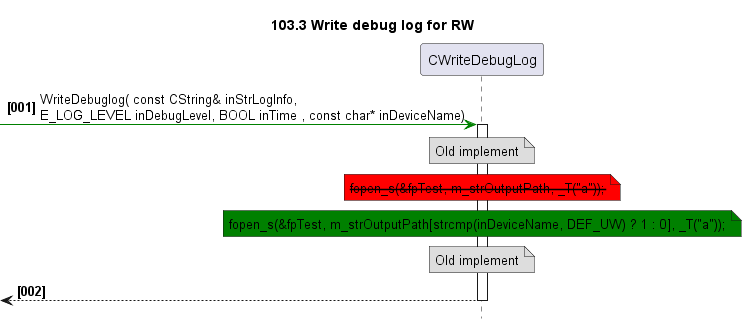 103.3 Write debug log for RW
CWriteDebugLog
[001] WriteDebuglog( const CString& inStrLogInfo,
E_LOG_LEVEL inDebugLevel, BOOL inTime , const char* inDeviceName)
Old implement
fopen_s(&fpTest, m_strOutputPath, _T("a"));
fopen_s(&fpTest, m_strOutputPath[strcmp(inDeviceName, DEF_UW) ? 1 : 0], _T("a"));
Old implement
[002]